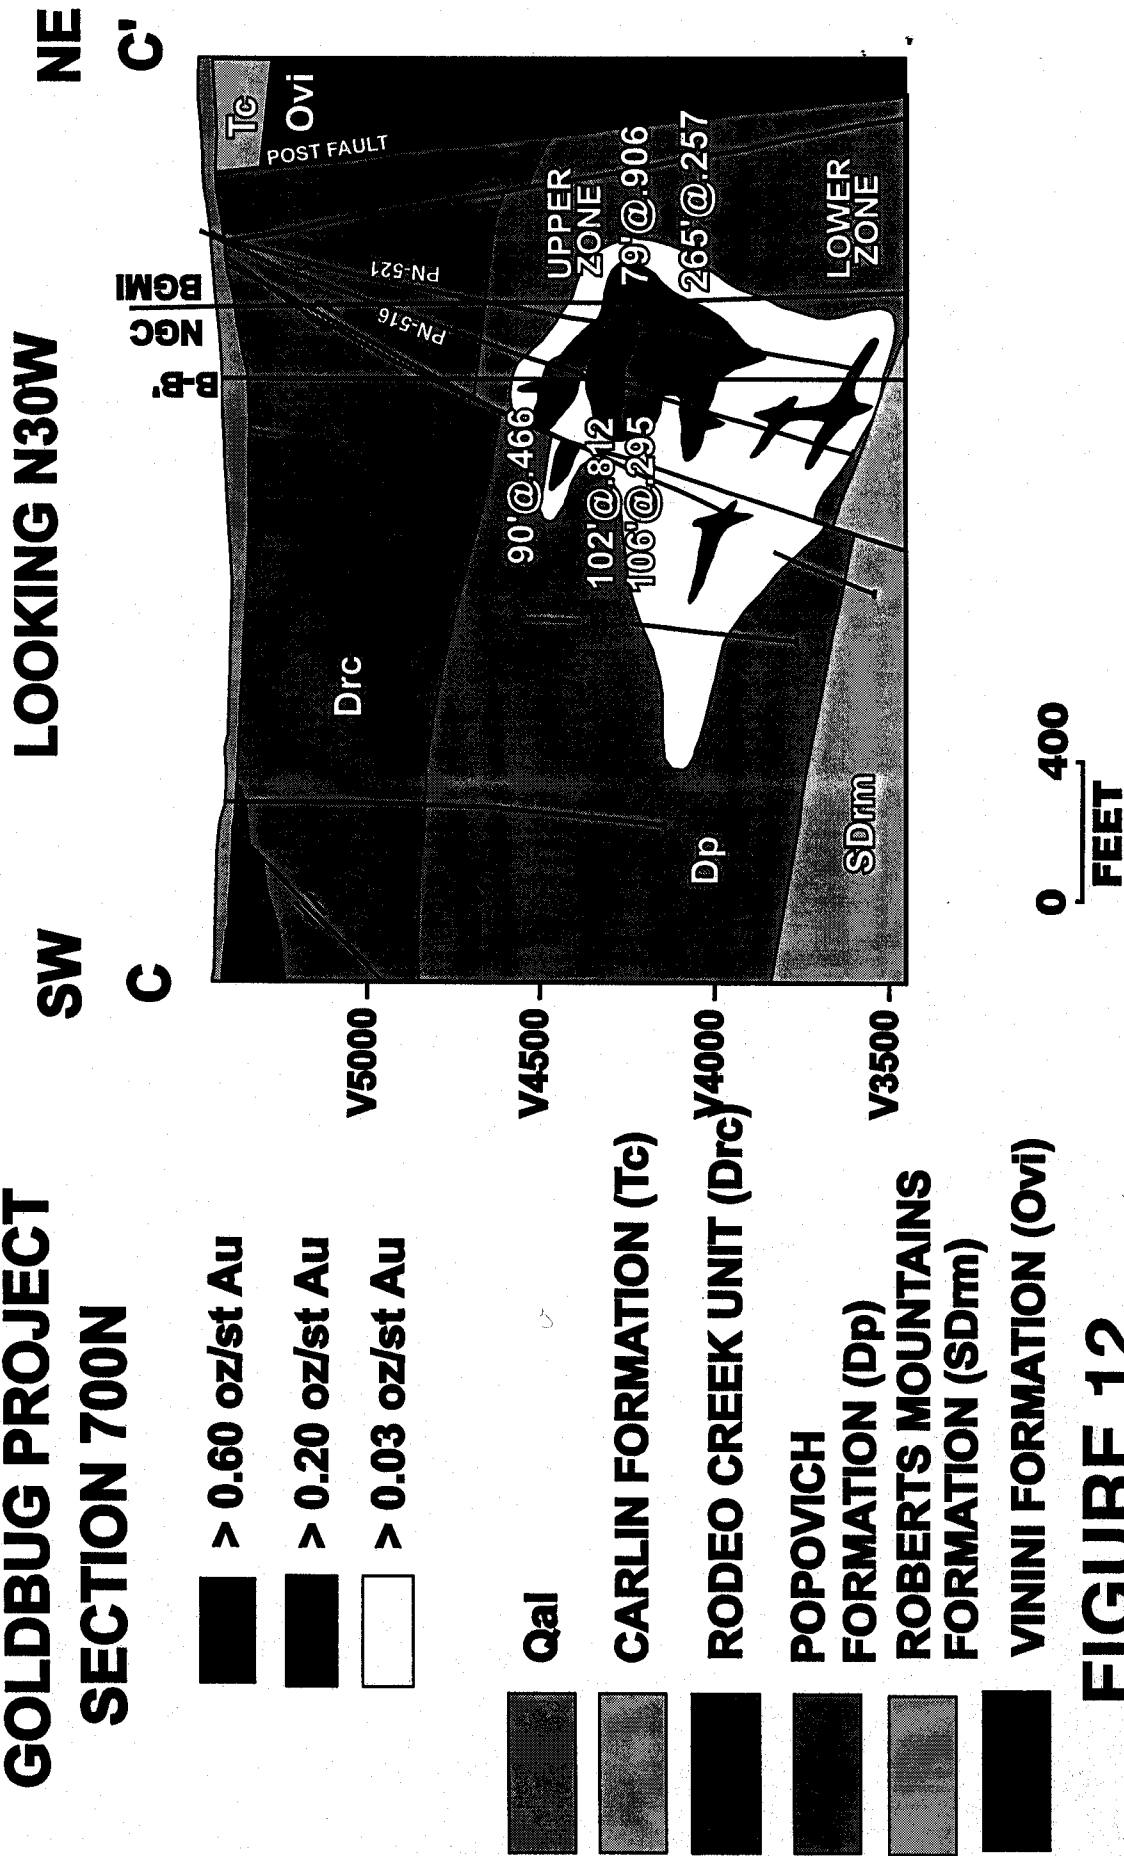 GOLDBUG PROJECT
SECTION 700N
LOOKING N30W
SW
NE
C
C'
> 0.60 oz/st Au
> 0.20 oz/st Au
> 0.03 oz/st Au
Qal
CARLIN FORMATION (Tc)
RODEO CREEK UNIT (Drc)
POPOVICH
FORMATION (Dp)
ROBERTS MOUNTAINS
FORMATION (SDrm)
VININI FORMATION (Ovi)
V5000
V4500
V4000
V3500
B-B'
NGC
BGMI
Tc
Ovi
POST FAULT
PN-516
PN-521
Drc
UPPER
ZONE
90'@.466
79'@.906
102'@.812
106'@.295
265'@.257
Dp
LOWER
ZONE
SDrm
0 400
FEET
FIGURE 12